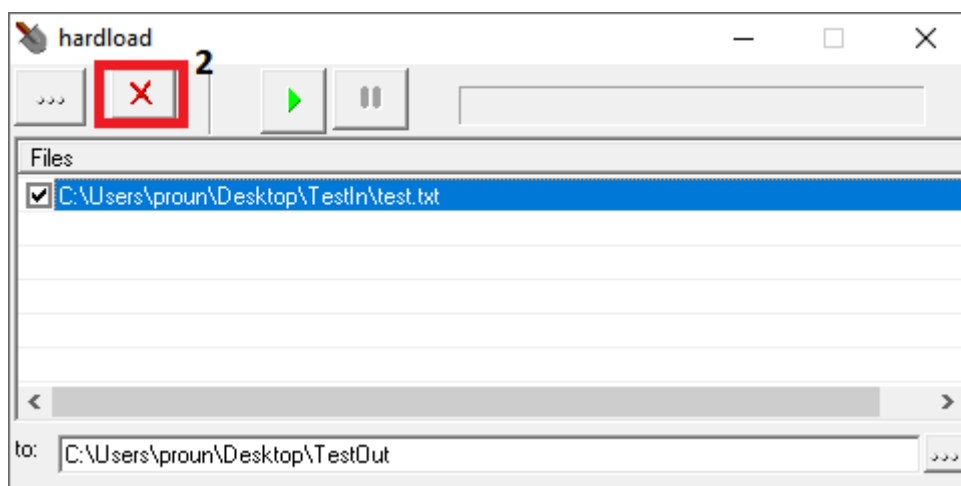 hardload
2
...
Files
C:\Users\proun\Desktop\TestIn\test.txt
to: C:\Users\proun\Desktop\TestOut ...